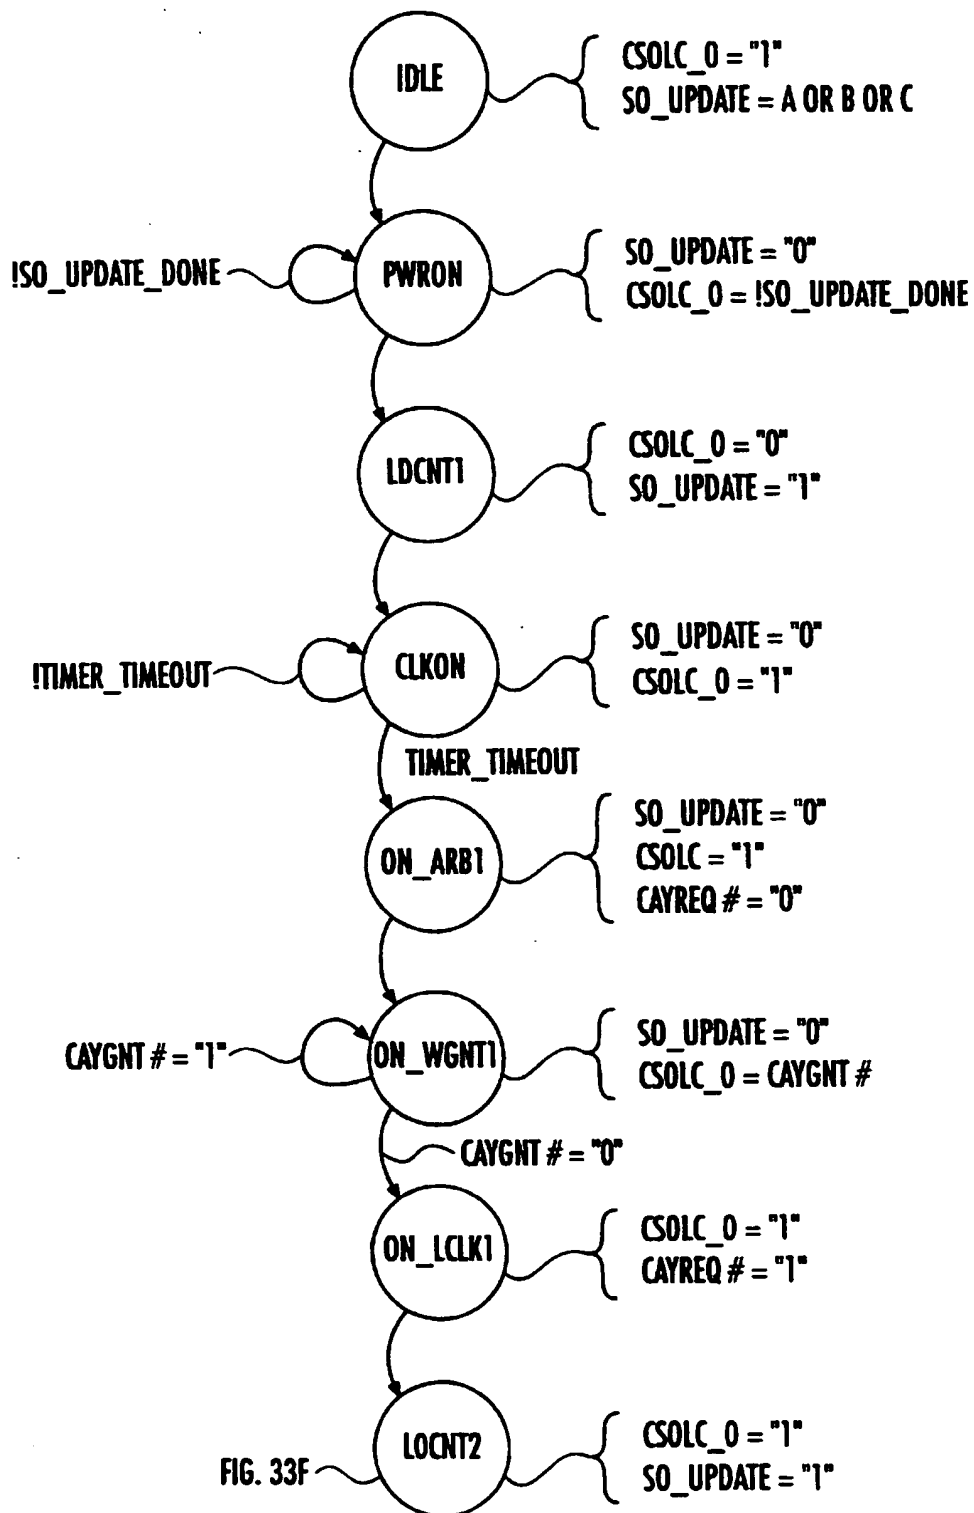 IDLE
CSOLC_0 = "1"
SO_UPDATE = A OR B OR C
!SO_UPDATE_DONE
PWRON
SO_UPDATE = "0"
CSOLC_0 = !SO_UPDATE_DONE
LDCNT1
CSOLC_0 = "0"
SO_UPDATE = "1"
!TIMER_TIMEOUT
CLKON
SO_UPDATE = "0"
CSOLC_0 = "1"
TIMER_TIMEOUT
ON_ARB1
SO_UPDATE = "0"
CSOLC = "1"
CAYREQ # = "0"
CAYGNT # = "1"
ON_WGNT1
SO_UPDATE = "0"
CSOLC_0 = CAYGNT #
CAYGNT # = "0"
ON_LCLK1
CSOLC_0 = "1"
CAYREQ # = "1"
FIG. 33F
LOCNT2
CSOLC_0 = "1"
SO_UPDATE = "1"